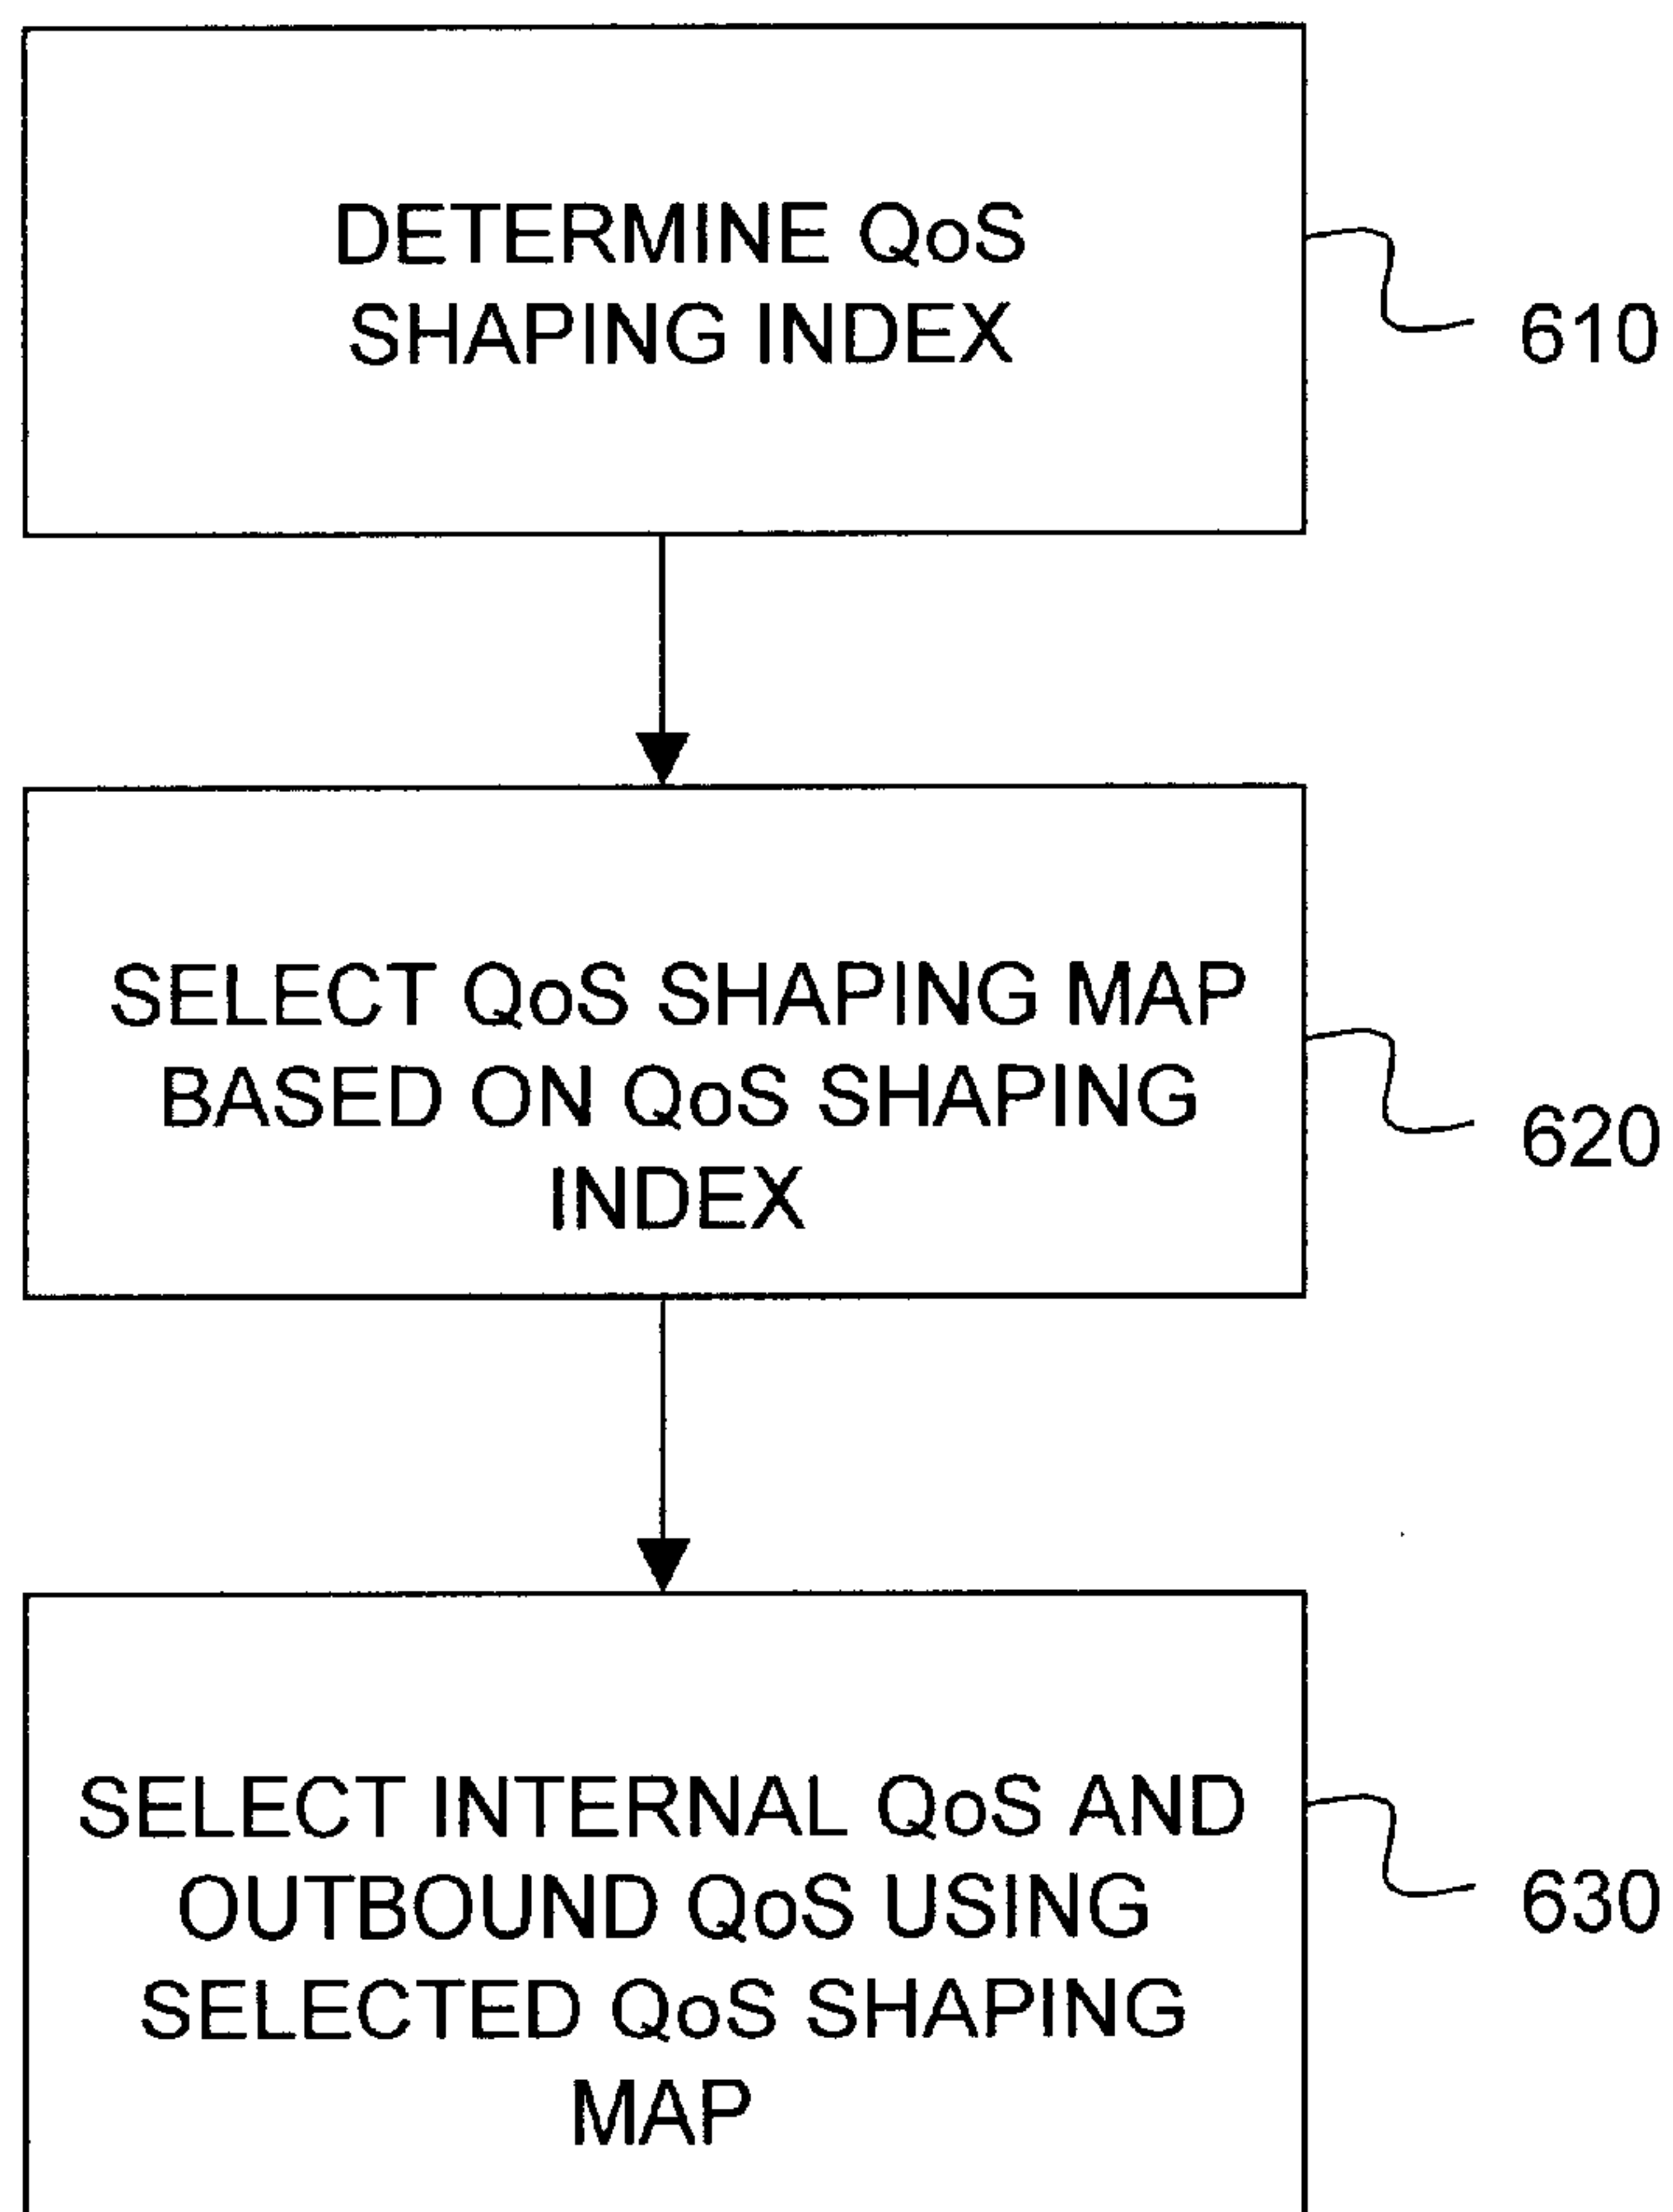 DETERMINE QoS
SHAPING INDEX
610
SELECT QoS SHAPING MAP
BASED ON QoS SHAPING
INDEX
620
SELECT INTERNAL QoS AND
OUTBOUND QoS USING
SELECTED QoS SHAPING
MAP
630